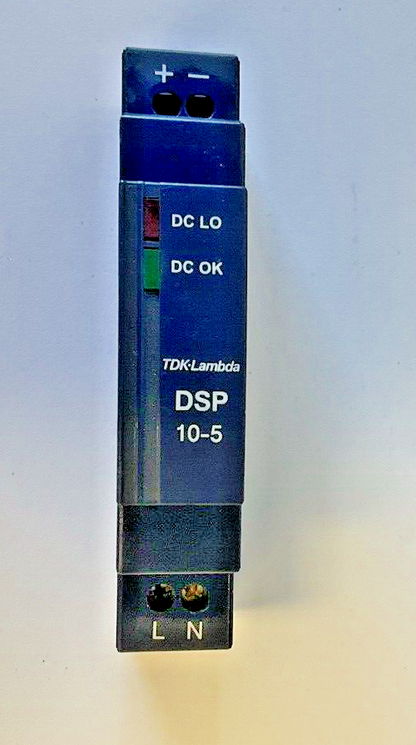 + −
DC LO
DC OK
TDK·Lambda
DSP
10-5
L N